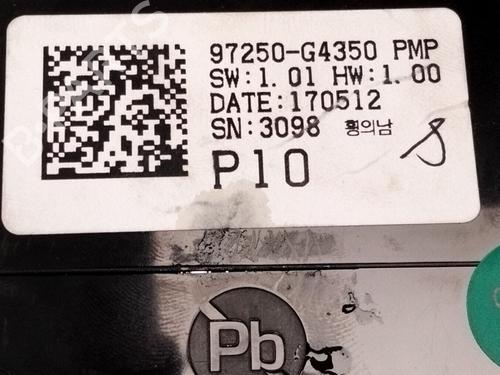 97250-G4350 PMP
SW:1.01 HW:1.00
DATE:170512
SN:3098 황의남
P10
Pb